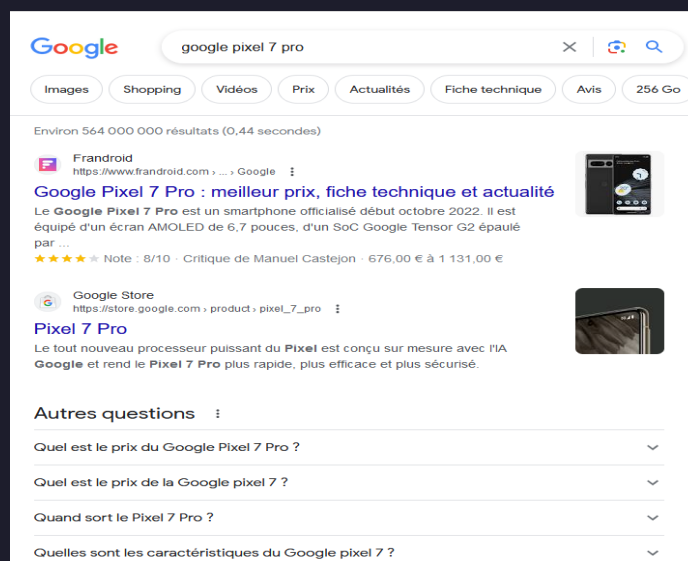 Google
google pixel 7 pro
Images
Shopping
Vidéos
Prix
Actualités
Fiche technique
Avis
256 Go
Environ 564 000 000 résultats (0,44 secondes)
Frandroid
https://www.frandroid.com › ... › Google
Google Pixel 7 Pro : meilleur prix, fiche technique et actualité
Le Google Pixel 7 Pro est un smartphone officialisé début octobre 2022. Il est
équipé d'un écran AMOLED de 6,7 pouces, d'un SoC Google Tensor G2 épaulé
par ...
Note : 8/10 · Critique de Manuel Castejon · 676,00 € à 1 131,00 €
Google Store
https://store.google.com › product › pixel_7_pro
Pixel 7 Pro
Le tout nouveau processeur puissant du Pixel est conçu sur mesure avec l'IA
Google et rend le Pixel 7 Pro plus rapide, plus efficace et plus sécurisé.
Autres questions
Quel est le prix du Google Pixel 7 Pro ?
Quel est le prix de la Google pixel 7 ?
Quand sort le Pixel 7 Pro ?
Quelles sont les caractéristiques du Google pixel 7 ?